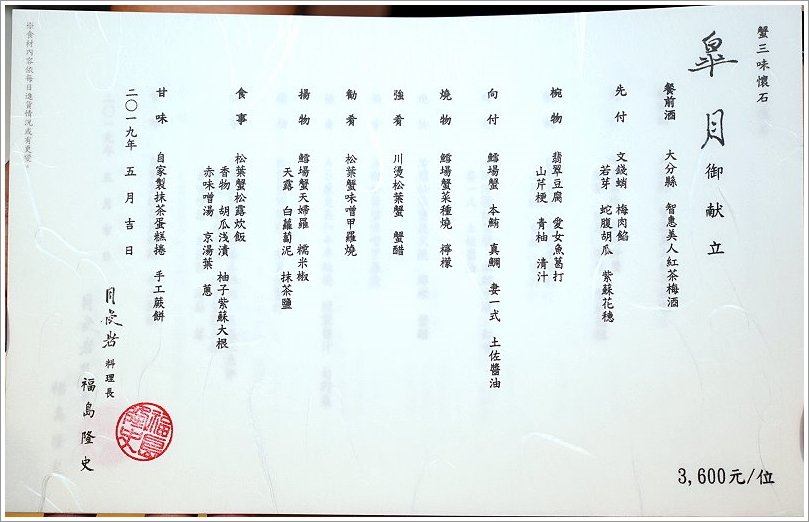 蟹三味懷石
皐月御献立
餐前酒 大分縣 智惠美人紅茶梅酒
先付 文錢蛸 梅肉餡
若芽 蛇腹胡瓜 紫蘇花穗
椀物 翡翠豆腐 愛女魚葛打
山芹梗 青柚 清汁
向付 鱈場蟹 本鮪 真鯛 妻一式 土佐醬油
燒物 鱈場蟹菜種燒 檸檬
強肴 川燙松葉蟹 蟹醋
勸肴 松葉蟹味噌甲羅燒
揚物 鱈場蟹天婦羅 糯米椒
天露 白蘿蔔泥 抹茶鹽
食事 松葉蟹松露炊飯
香物 胡瓜浅漬 柚子紫蘇大根
赤味噌湯 京湯葉 蔥
甘味 自家製抹茶蛋糕捲 手工蕨餅
二〇一九年 五月吉日
料理長
福島隆史
福島隆史
※食材內容依每日進貨情況或有更變。
3,600元/位